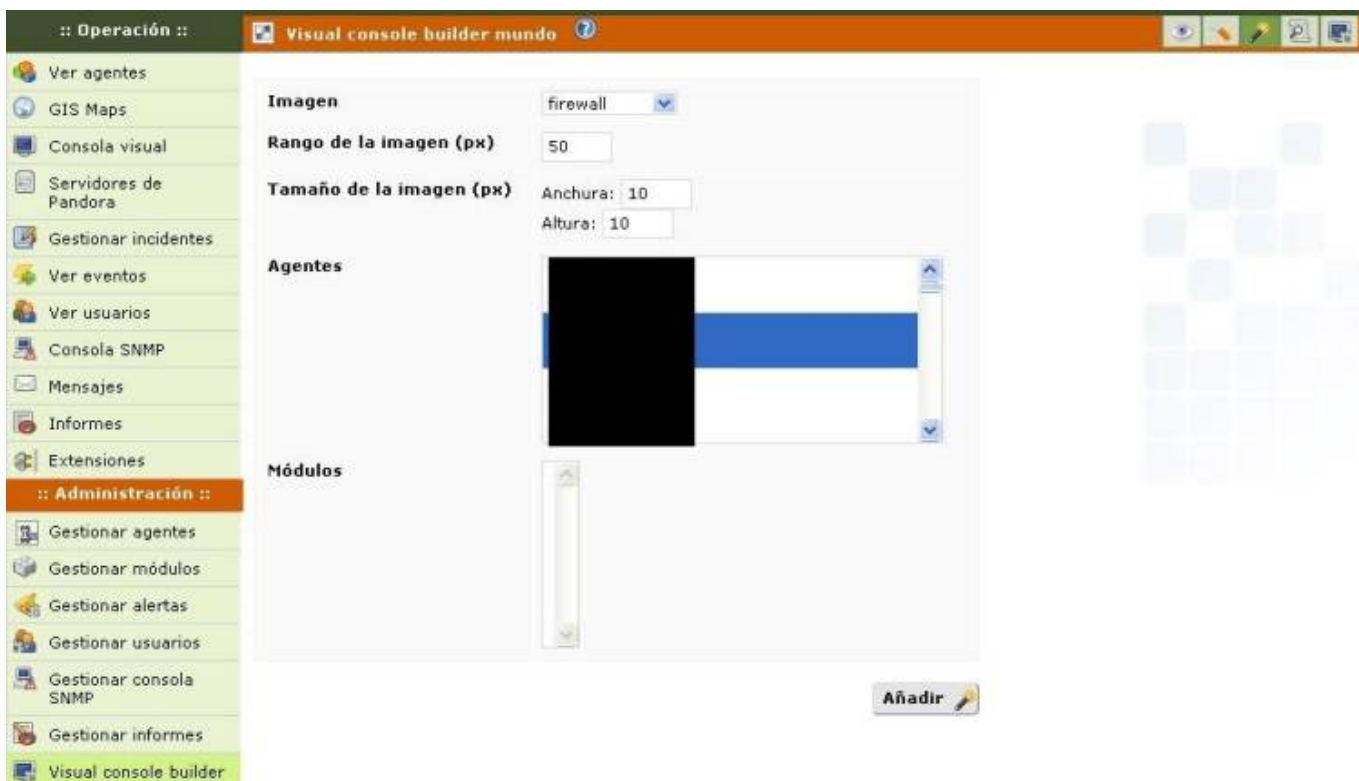 :: Operación ::
Ver agentes
GIS Maps
Consola visual
Servidores de
Pandora
Gestionar incidentes
Ver eventos
Ver usuarios
Consola SNMP
Mensajes
Informes
Extensiones
:: Administración ::
Gestionar agentes
Gestionar módulos
Gestionar alertas
Gestionar usuarios
Gestionar consola
SNMP
Gestionar informes
Visual console builder
Visual console builder mundo
Imagen
firewall
Rango de la imagen (px)
50
Tamaño de la imagen (px)
Anchura: 10
Altura: 10
Agentes
Módulos
Añadir